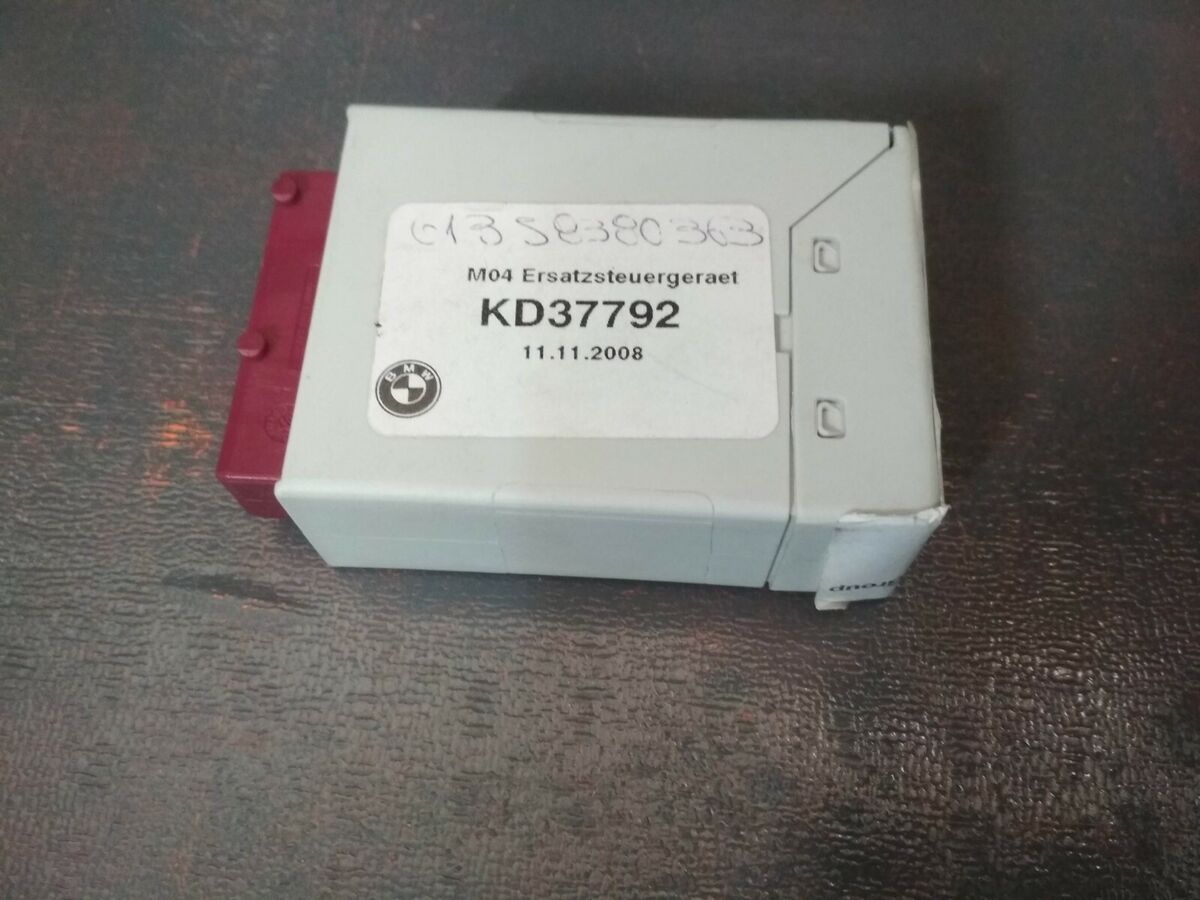 61358380363
M04 Ersatzsteuergeraet
KD37792
11.11.2008
BMW